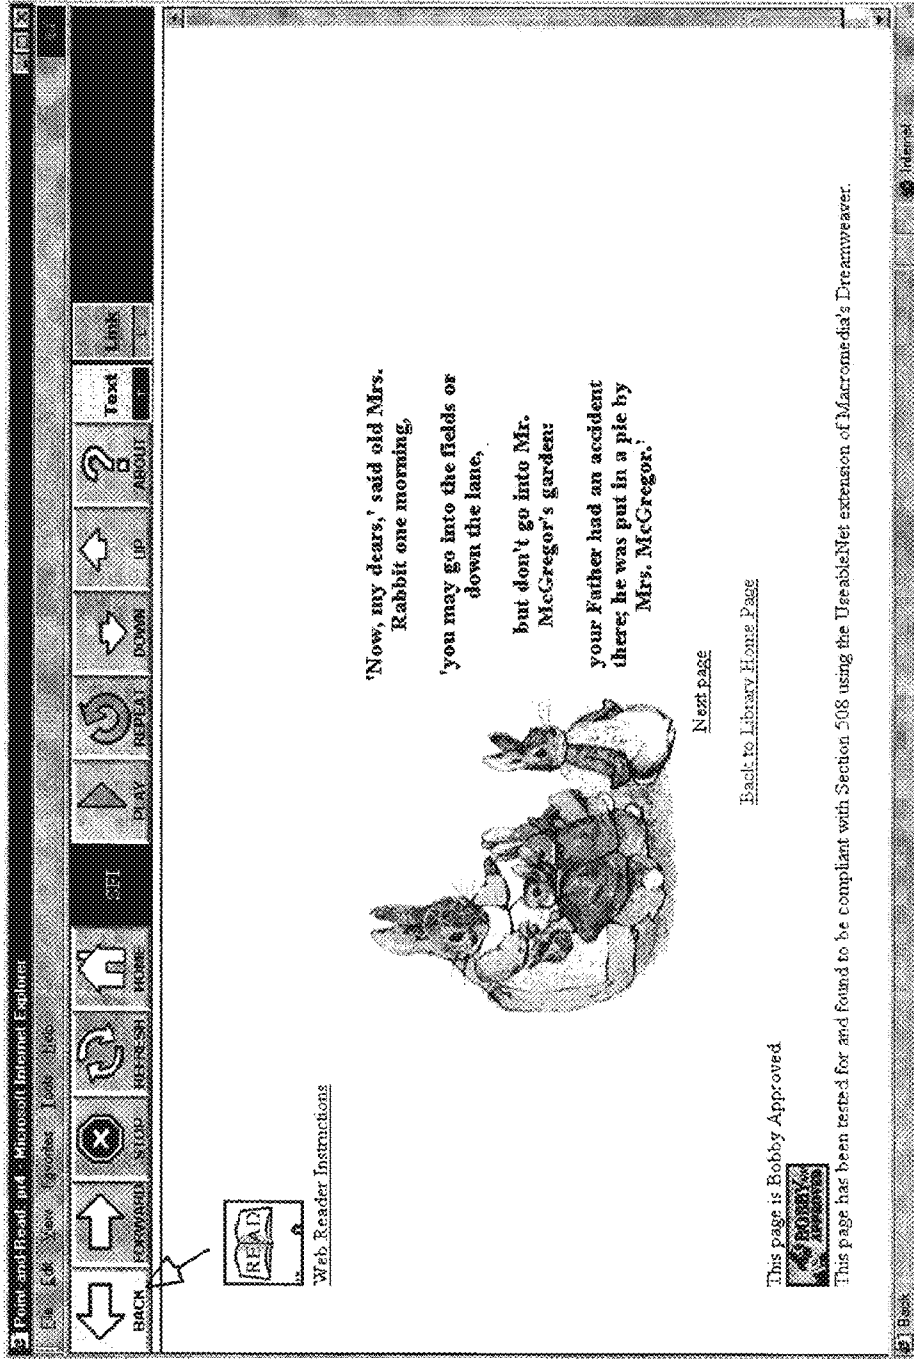 Point-and-Read: pr4 - Microsoft Internet Explorer
File Edit View Favorites Tools Help
BACK FORWARD STOP REFRESH HOME PLAY REPEAT DOWN UP ABOUT Text Link
READ
Web Reader Instructions
'Now, my dears,' said old Mrs.
Rabbit one morning,
'you may go into the fields or
down the lane,
but don't go into Mr.
McGregor's garden:
your Father had an accident
there; he was put in a pie by
Mrs. McGregor.'
Next page
Back to Library Home Page
This page is Bobby Approved
BOBBY
APPROVED
This page has been tested for and found to be compliant with Section 508 using the UseableNet extension of Macromedia's Dreamweaver.
Back Internet